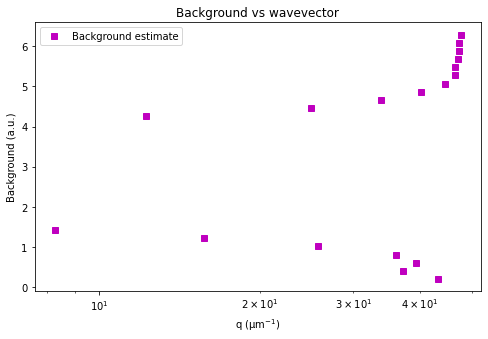 Background vs wavevector
Background estimate
Background (a.u.)
6
5
4
3
2
1
0
10¹
2 × 10¹
3 × 10¹
4 × 10¹
q (μm⁻¹)